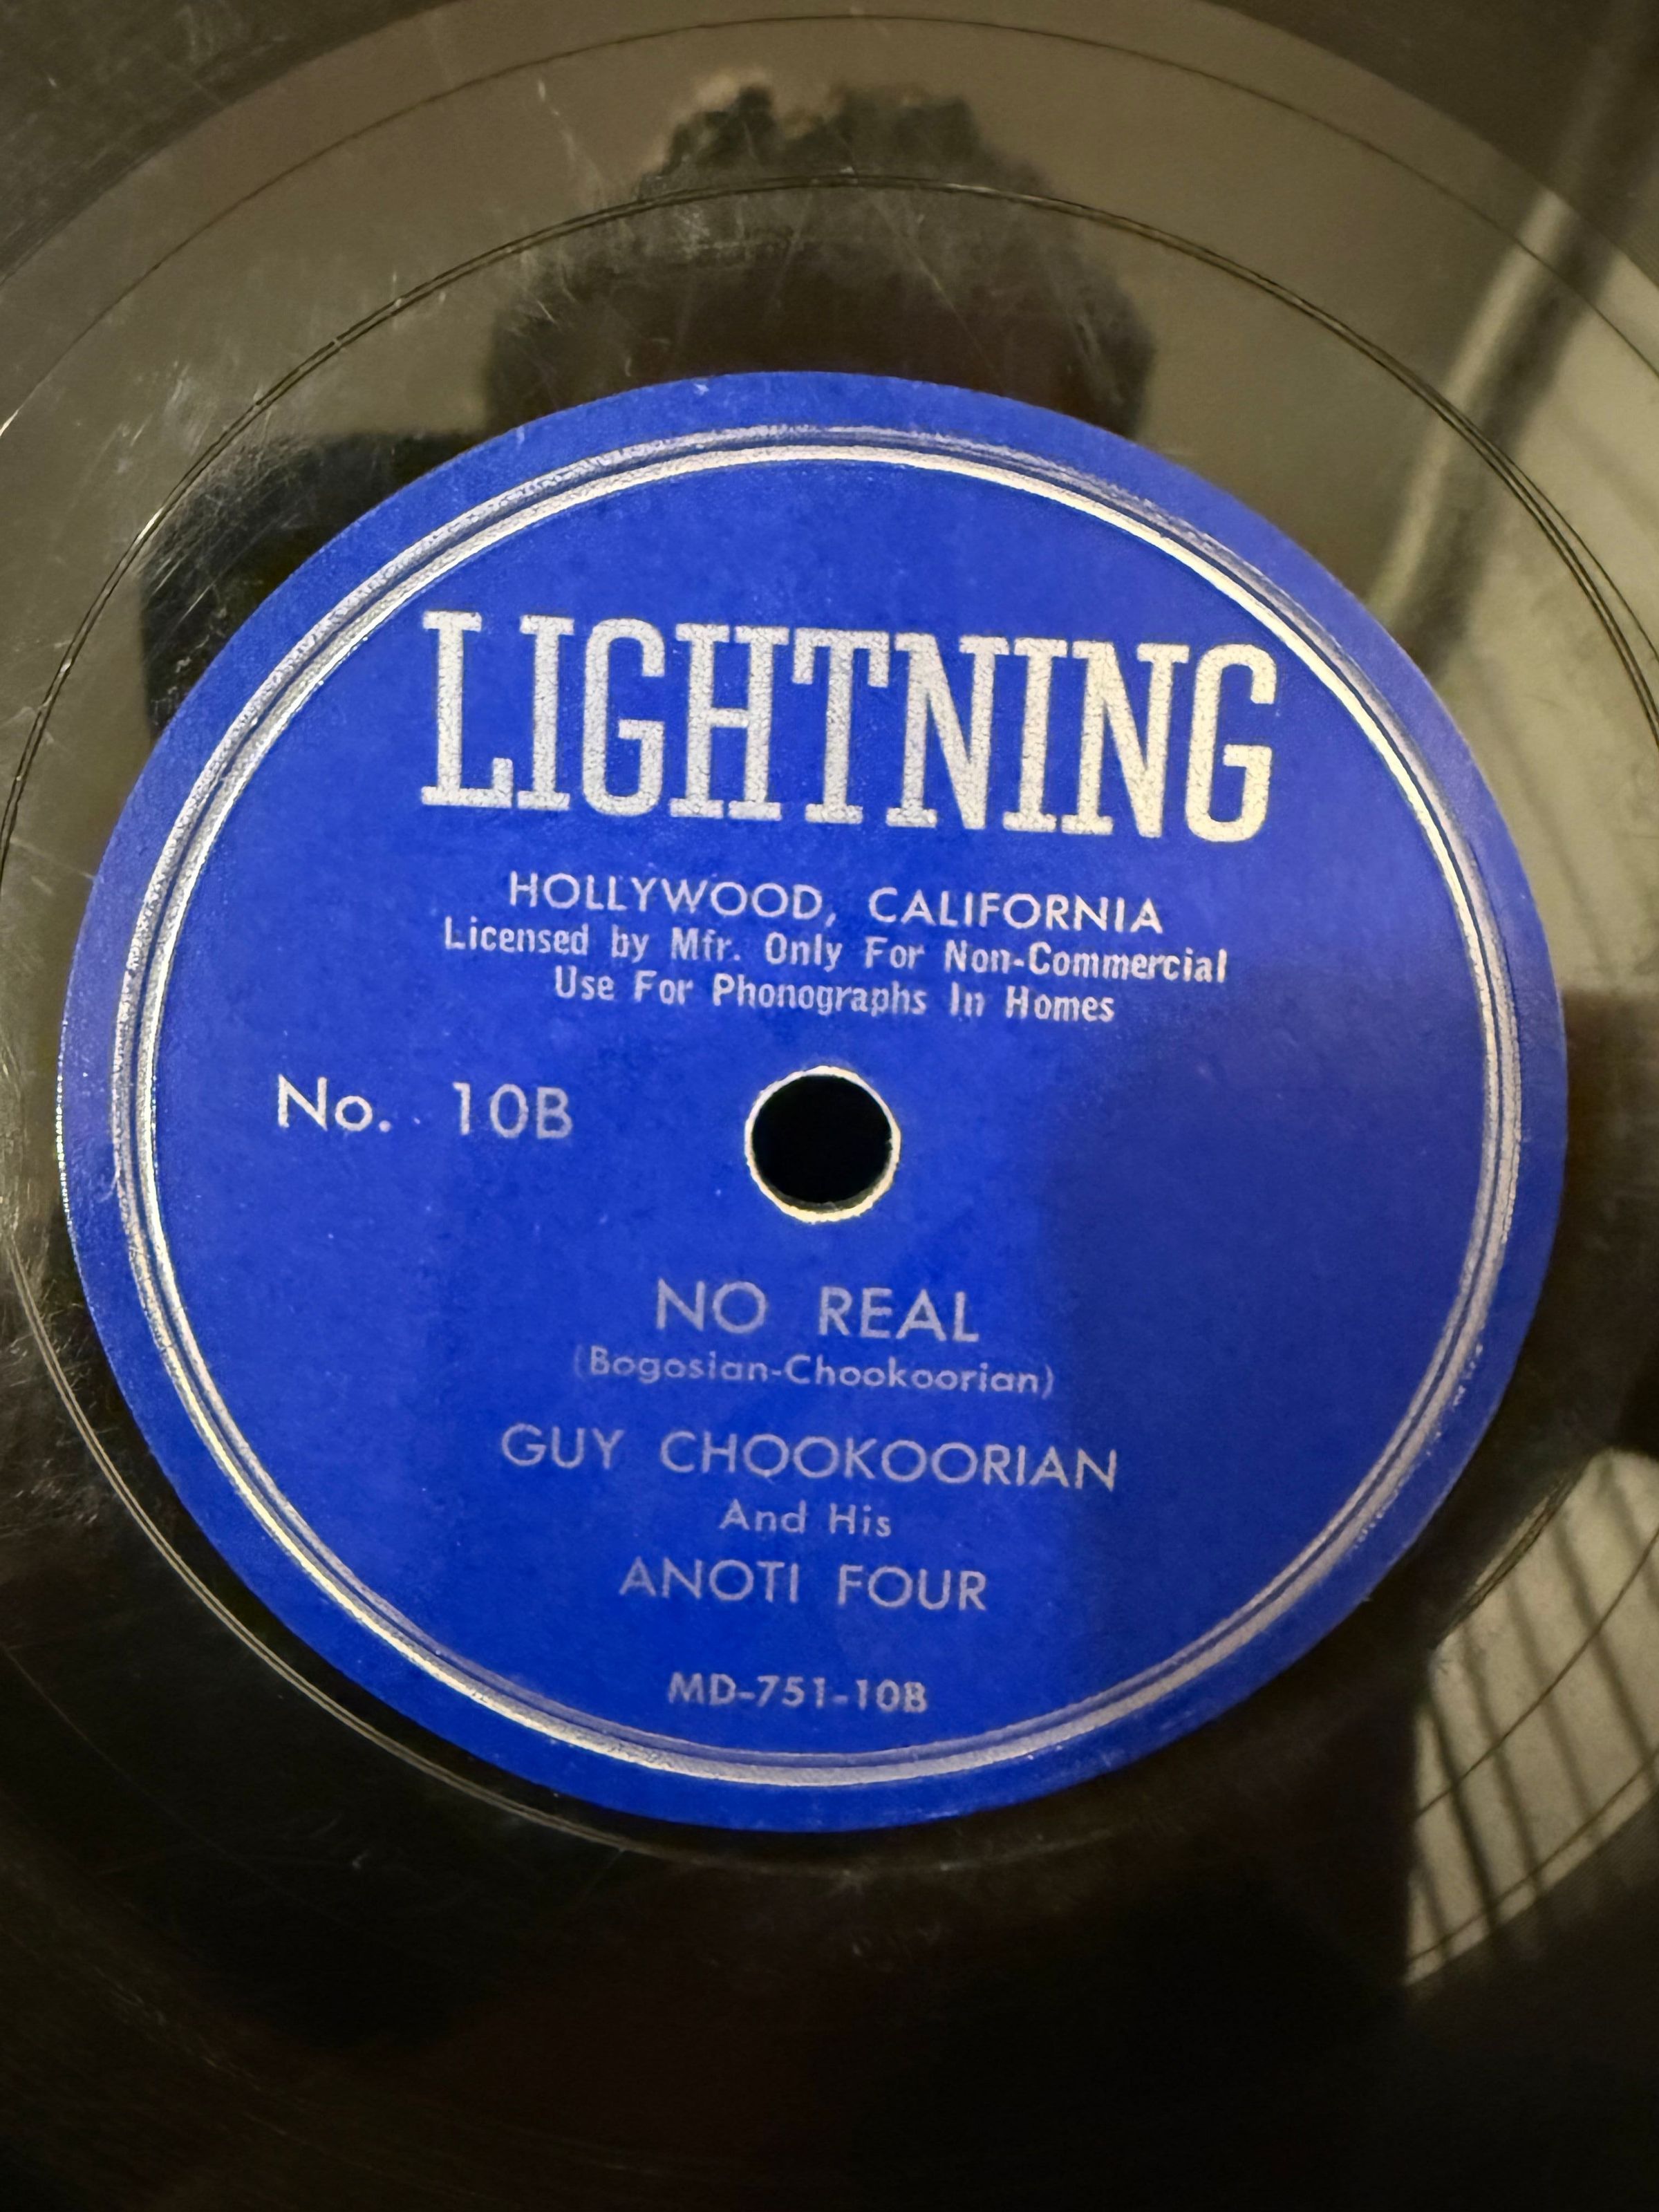 LIGHTNING
HOLLYWOOD, CALIFORNIA
Licensed by Mfr. Only For Non-Commercial
Use For Phonographs In Homes
No. 10B
NO REAL
(Bogosian-Chookoorian)
GUY CHOOKOORIAN
And His
ANOTI FOUR
MD-751-10B